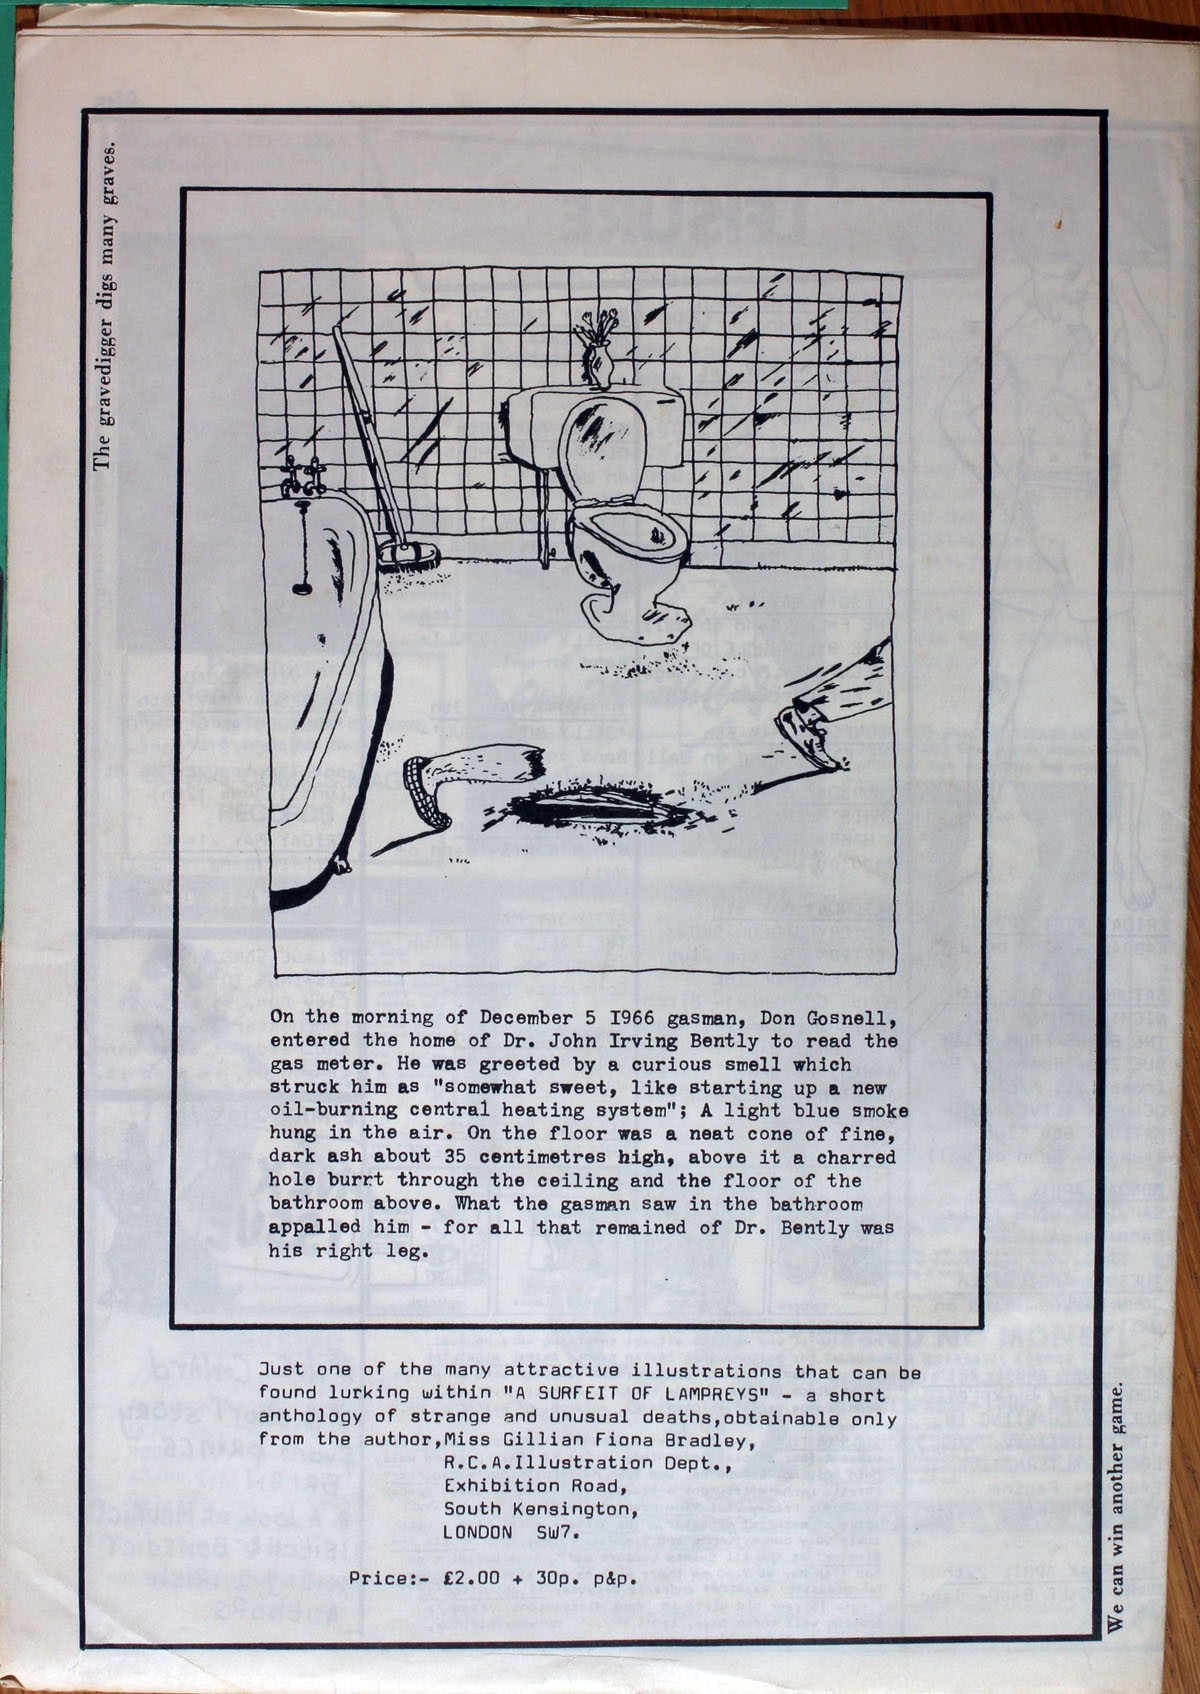 The gravedigger digs many graves.
On the morning of December 5 I966 gasman, Don Gosnell,
entered the home of Dr. John Irving Bently to read the
gas meter. He was greeted by a curious smell which
struck him as "somewhat sweet, like starting up a new
oil-burning central heating system"; A light blue smoke
hung in the air. On the floor was a neat cone of fine,
dark ash about 35 centimetres high, above it a charred
hole burrt through the ceiling and the floor of the
bathroom above. What the gasman saw in the bathroom
appalled him - for all that remained of Dr. Bently was
his right leg.
Just one of the many attractive illustrations that can be
found lurking within "A SURFEIT OF LAMPREYS" - a short
anthology of strange and unusual deaths,obtainable only
from the author,Miss Gillian Fiona Bradley,
R.C.A.Illustration Dept.,
Exhibition Road,
South Kensington,
LONDON SW7.
Price:- £2.00 + 30p. p&p.
We can win another game.